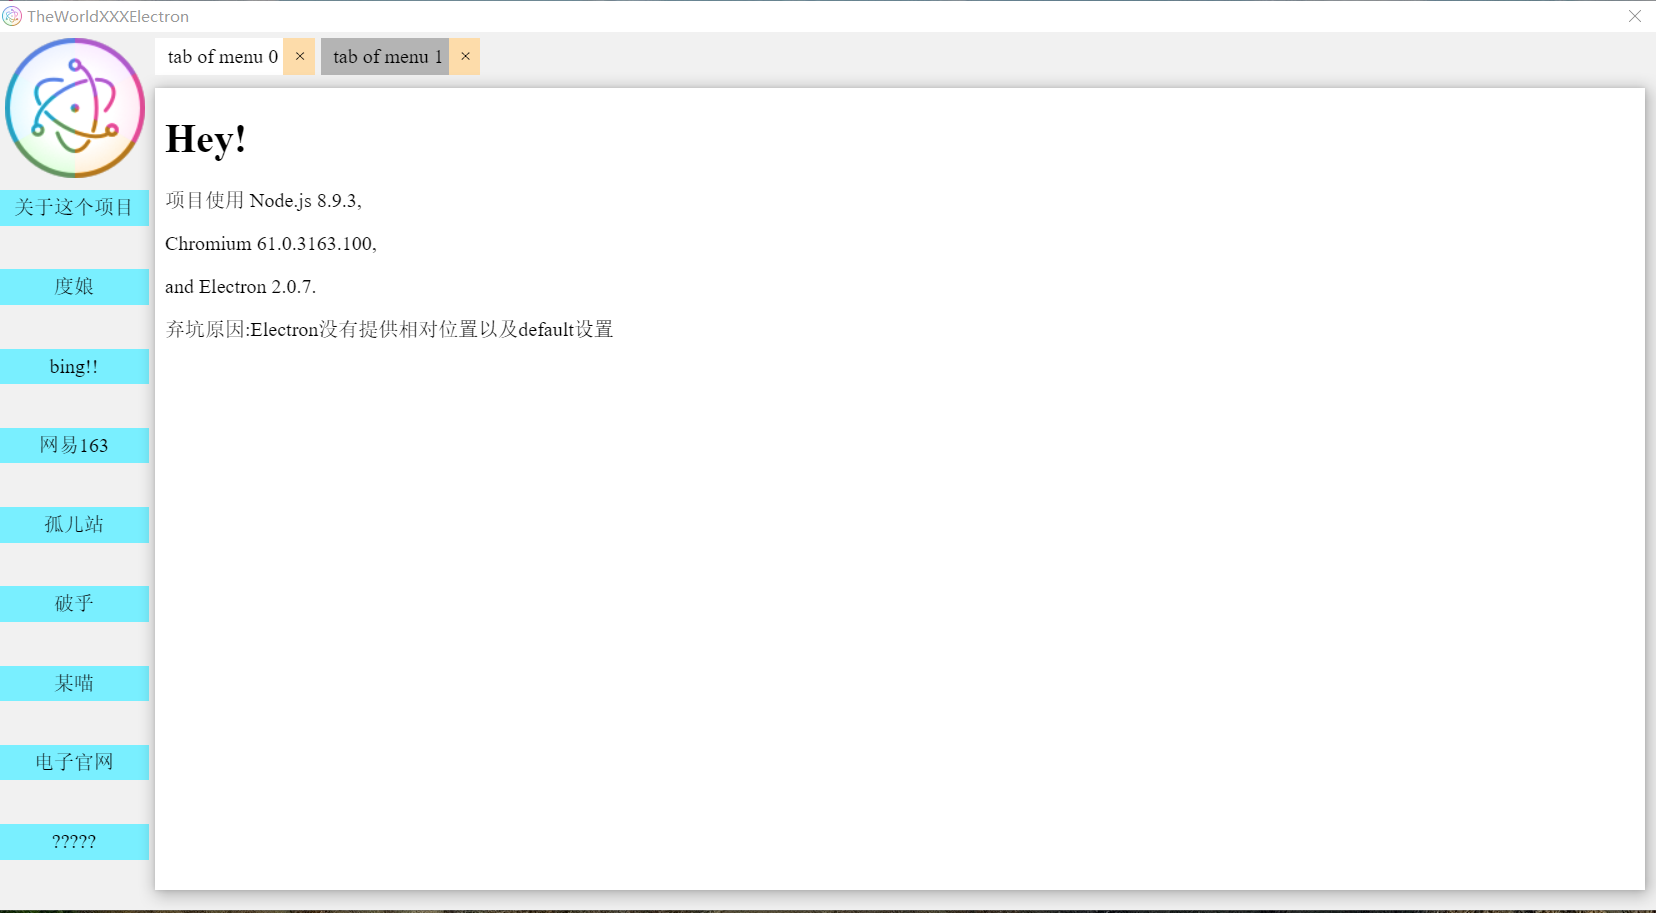 TheWorldXXXElectron
tab of menu 0 ×
tab of menu 1 ×
关于这个项目
度娘
bing!!
网易163
孤儿站
破乎
某喵
电子官网
?????
Hey!
项目使用 Node.js 8.9.3,
Chromium 61.0.3163.100,
and Electron 2.0.7.
弃坑原因:Electron没有提供相对位置以及default设置